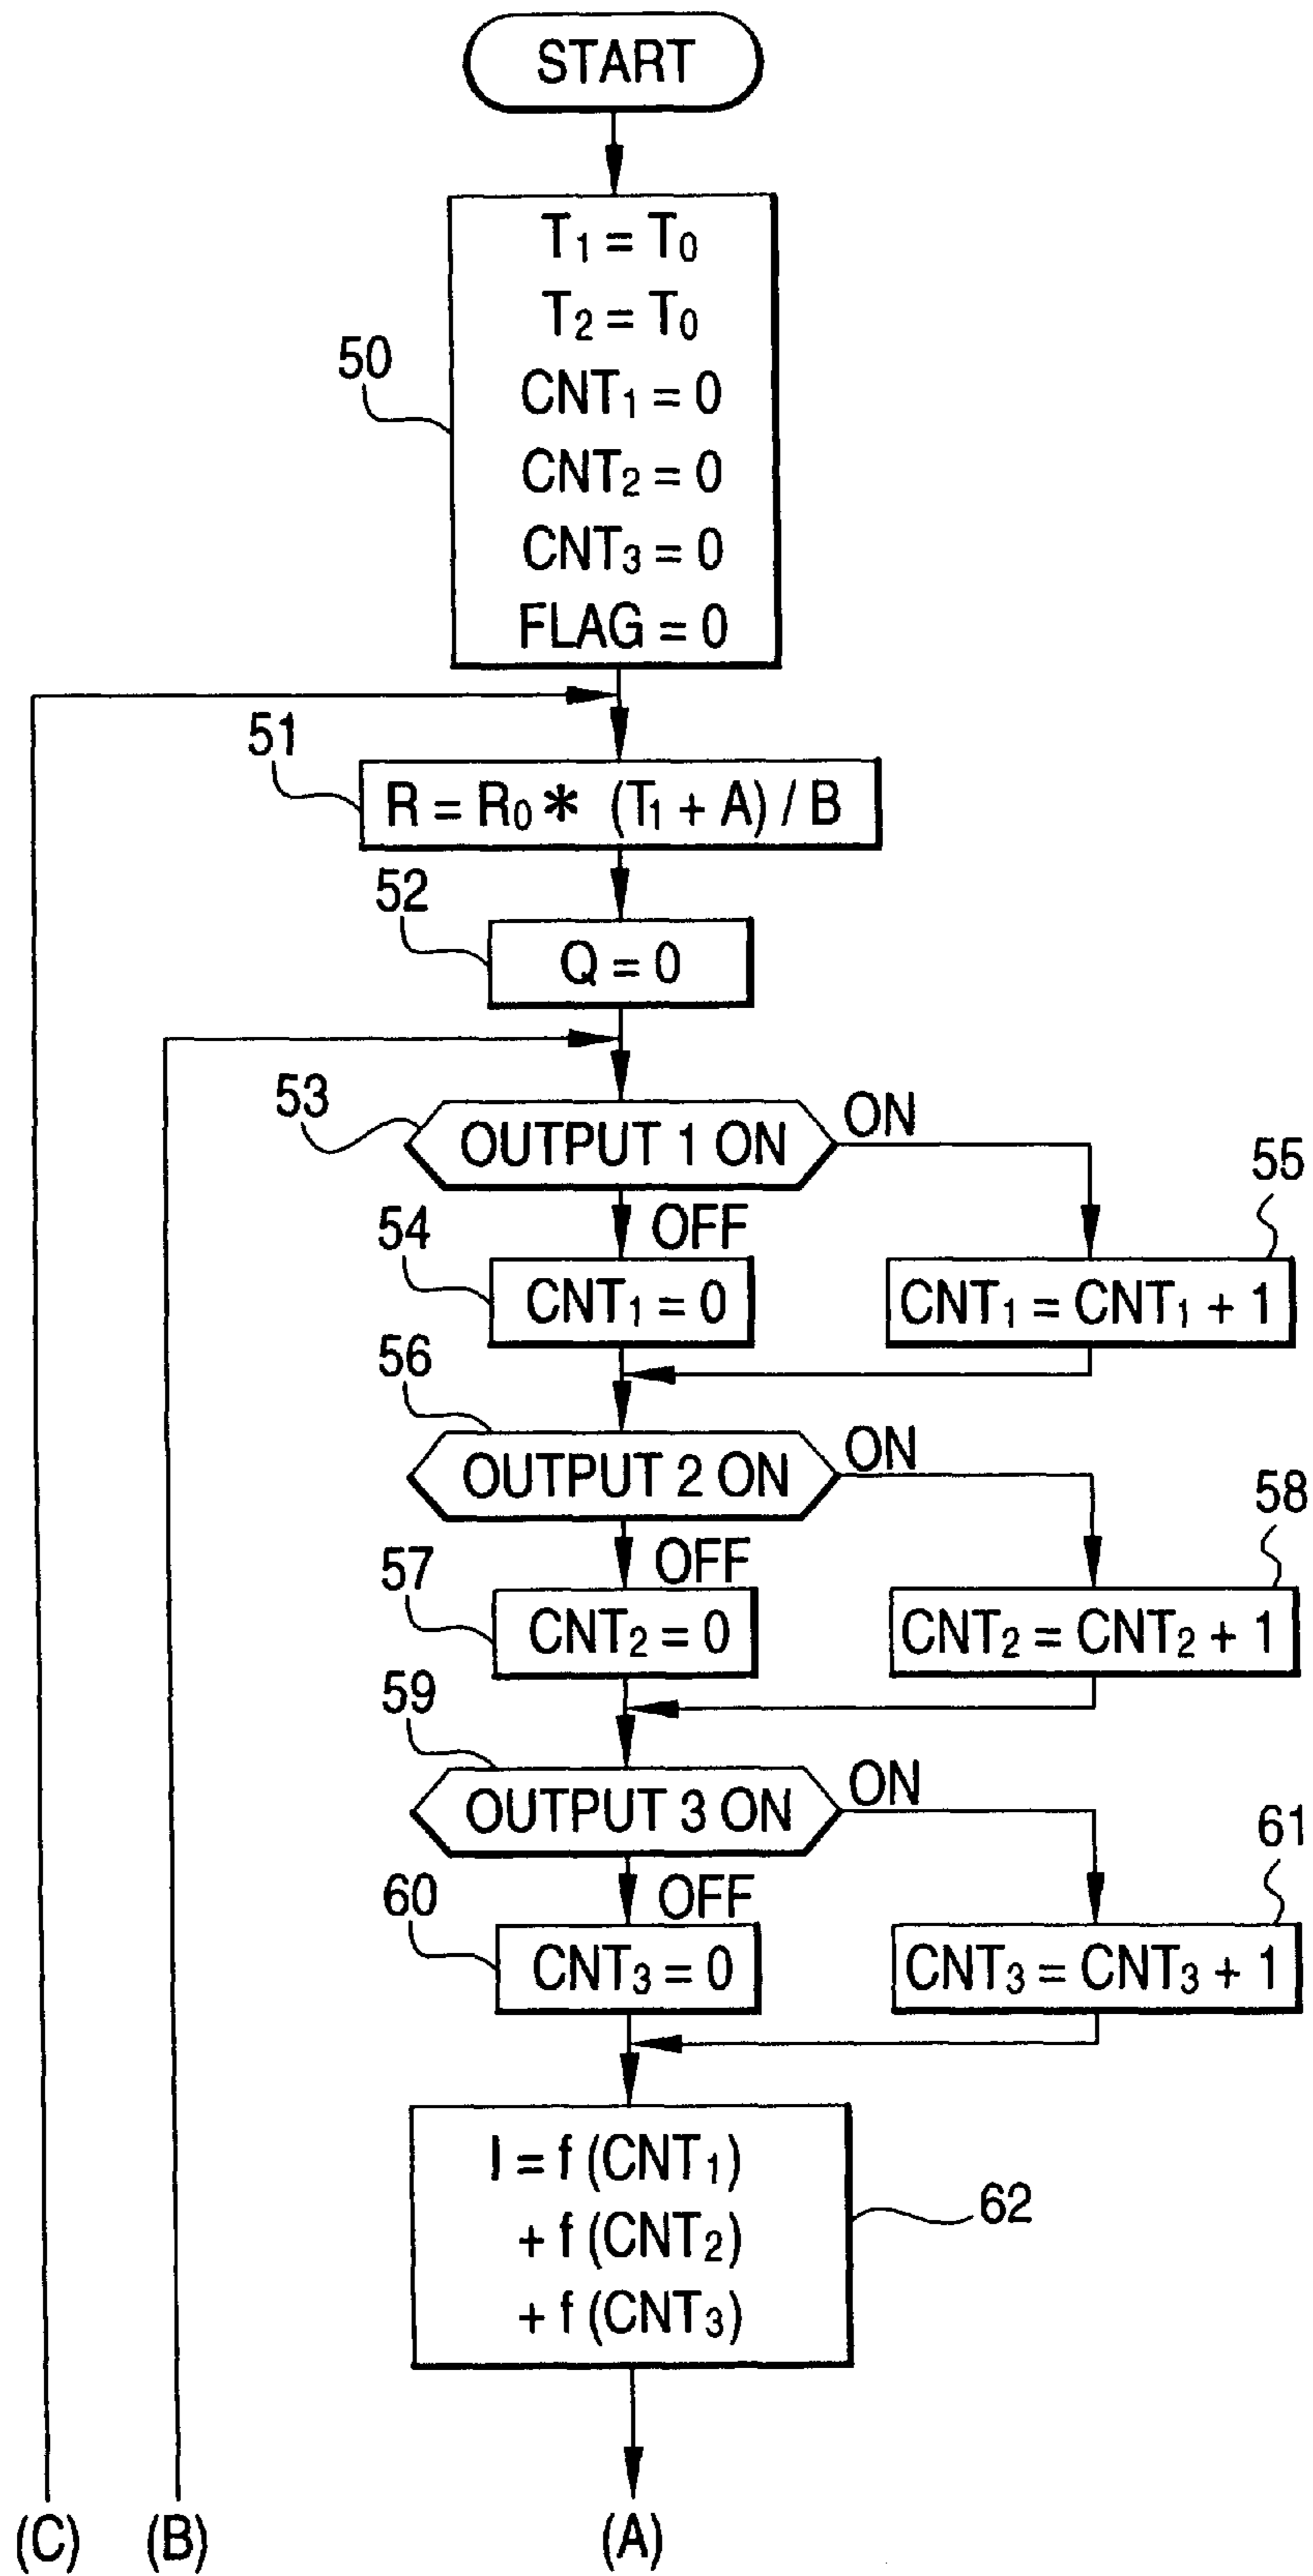 START
T₁ = T₀
T₂ = T₀
50
CNT₁ = 0
CNT₂ = 0
CNT₃ = 0
FLAG = 0
51
R = R₀ * (T₁ + A) / B
52
Q = 0
53
OUTPUT 1 ON
ON
55
54
OFF
CNT₁ = 0
CNT₁ = CNT₁ + 1
56
OUTPUT 2 ON
ON
58
57
OFF
CNT₂ = 0
CNT₂ = CNT₂ + 1
59
OUTPUT 3 ON
ON
61
60
OFF
CNT₃ = 0
CNT₃ = CNT₃ + 1
I = f (CNT₁)
+ f (CNT₂)
+ f (CNT₃)
62
(C)
(B)
(A)